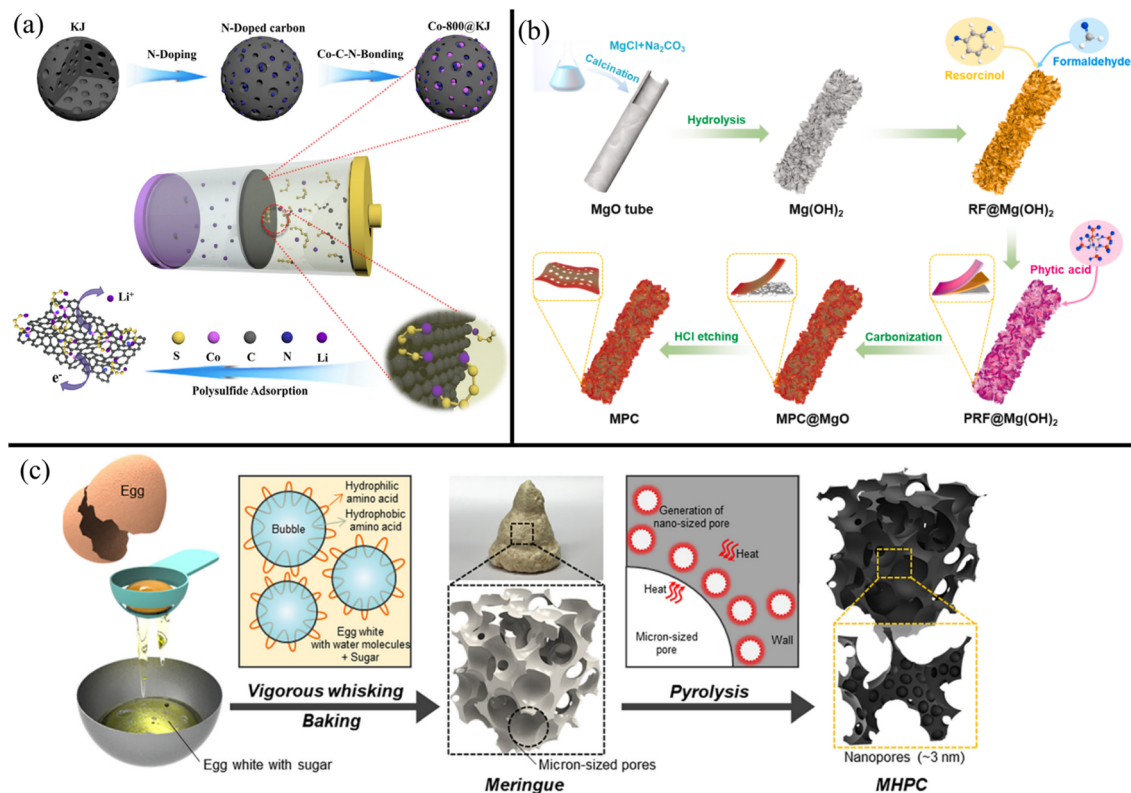 (a)
KJ
N-Doping
N-Doped carbon
Co-C-N-Bonding
Co-800@KJ
Li⁺
e⁻
S
Co
C
N
Li
Polysulfide Adsorption
(b)
MgCl+Na₂CO₃
Calcination
MgO tube
Hydrolysis
Mg(OH)₂
Resorcinol
Formaldehyde
RF@Mg(OH)₂
Phytic acid
PRF@Mg(OH)₂
Carbonization
MPC@MgO
HCl etching
MPC
(c)
Egg
Egg white with sugar
Bubble
Hydrophilic
amino acid
Hydrophobic
amino acid
Egg white
with water molecules
+ Sugar
Vigorous whisking
Baking
Micron-sized pores
Meringue
Generation of
nano-sized pore
Heat
Heat
Micron-sized
pore
Wall
Pyrolysis
Nanopores (~3 nm)
MHPC